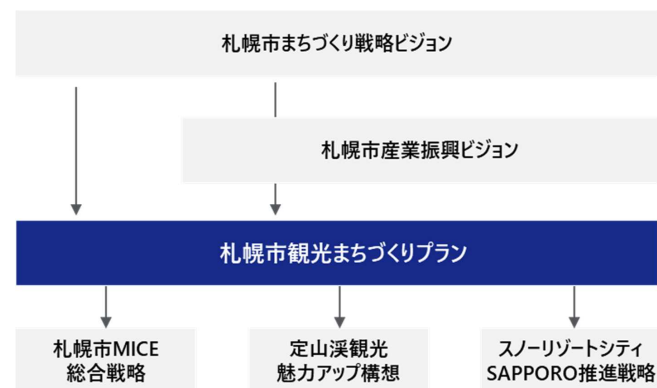 札幌市まちづくり戦略ビジョン
札幌市産業振興ビジョン
札幌市観光まちづくりプラン
札幌市MICE
総合戦略
定山渓観光
魅力アップ構想
スノーリゾートシティ
SAPPORO推進戦略